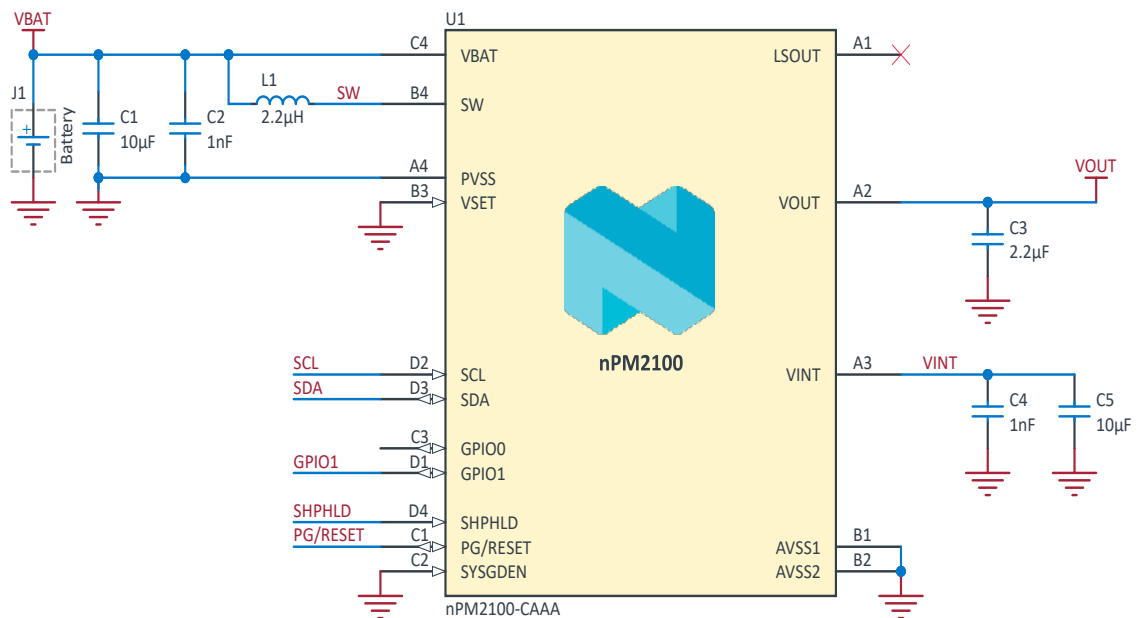 VBAT
J1
+
Battery
C1
10µF
C2
1nF
L1
2.2µH
SW
U1
C4
VBAT
B4
SW
A4
PVSS
B3
VSET
SCL
D2
SCL
SDA
D3
SDA
C3
GPIO0
GPIO1
D1
GPIO1
SHPHLD
D4
SHPHLD
PG/RESET
C1
PG/RESET
C2
SYSGDEN
nPM2100
nPM2100-CAAA
LSOUT
A1
VOUT
A2
VOUT
C3
2.2µF
VINT
A3
VINT
C4
1nF
C5
10µF
AVSS1
B1
AVSS2
B2